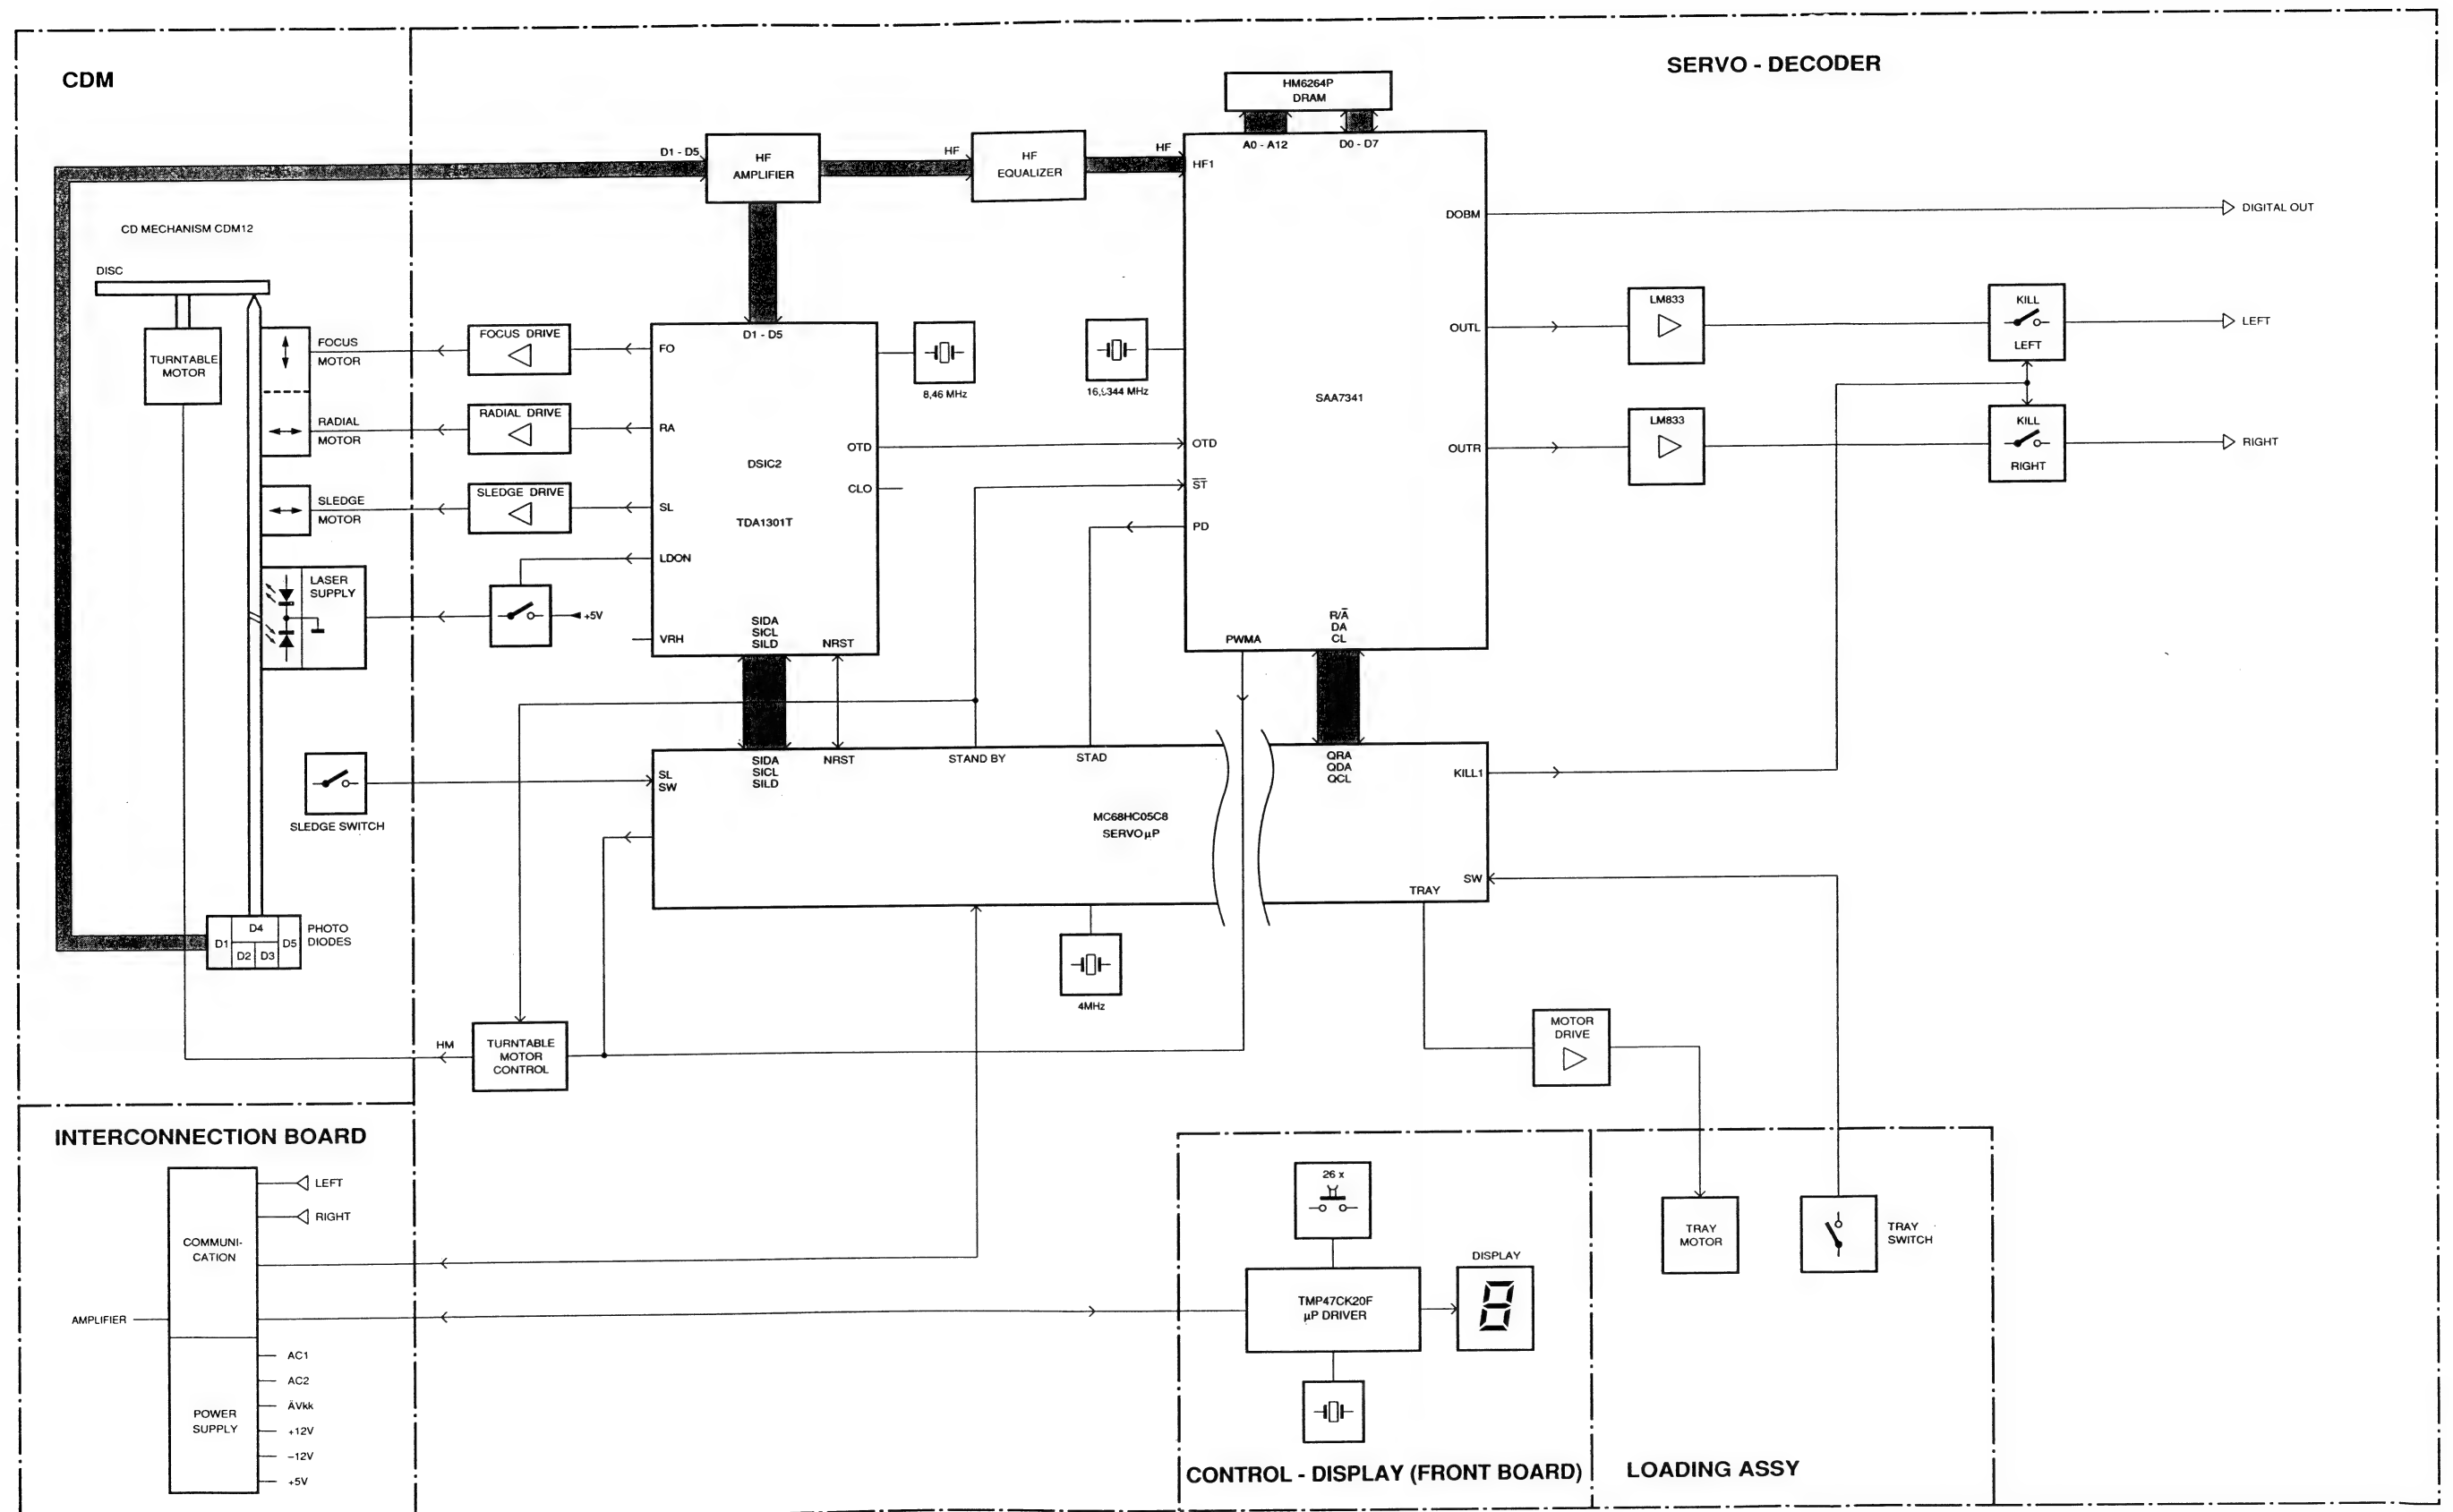 CDM
SERVO - DECODER
HM6264P
DRAM
A0 - A12
D0 - D7
D1 - D5
HF
AMPLIFIER
HF
HF
EQUALIZER
HF
HF1
DOBM
DIGITAL OUT
CD MECHANISM CDM12
DISC
TURNTABLE
MOTOR
FOCUS
MOTOR
RADIAL
MOTOR
SLEDGE
MOTOR
LASER
SUPPLY
FOCUS DRIVE
RADIAL DRIVE
SLEDGE DRIVE
+5V
D1 - D5
FO
RA
SL
LDON
VRH
DSIC2
TDA1301T
OTD
CLO
SIDA
SICL
SILD
NRST
8,46 MHz
16,9344 MHz
SAA7341
OTD
S̅T̅
PD
PWMA
R/A̅
DA
CL
OUTL
OUTR
LM833
LM833
KILL
LEFT
KILL
RIGHT
LEFT
RIGHT
SLEDGE SWITCH
SL
SW
SIDA
SICL
SILD
NRST
STAND BY
STAD
QRA
QDA
QCL
KILL1
MC68HC05C8
SERVO µP
SW
TRAY
4MHz
D1
D4
D2
D3
D5
PHOTO
DIODES
HM
TURNTABLE
MOTOR
CONTROL
MOTOR
DRIVE
INTERCONNECTION BOARD
LEFT
RIGHT
COMMUNI-
CATION
AMPLIFIER
POWER
SUPPLY
AC1
AC2
ÄVkk
+12V
–12V
+5V
26 x
TMP47CK20F
µP DRIVER
DISPLAY
8
TRAY
MOTOR
TRAY
SWITCH
CONTROL - DISPLAY (FRONT BOARD)
LOADING ASSY